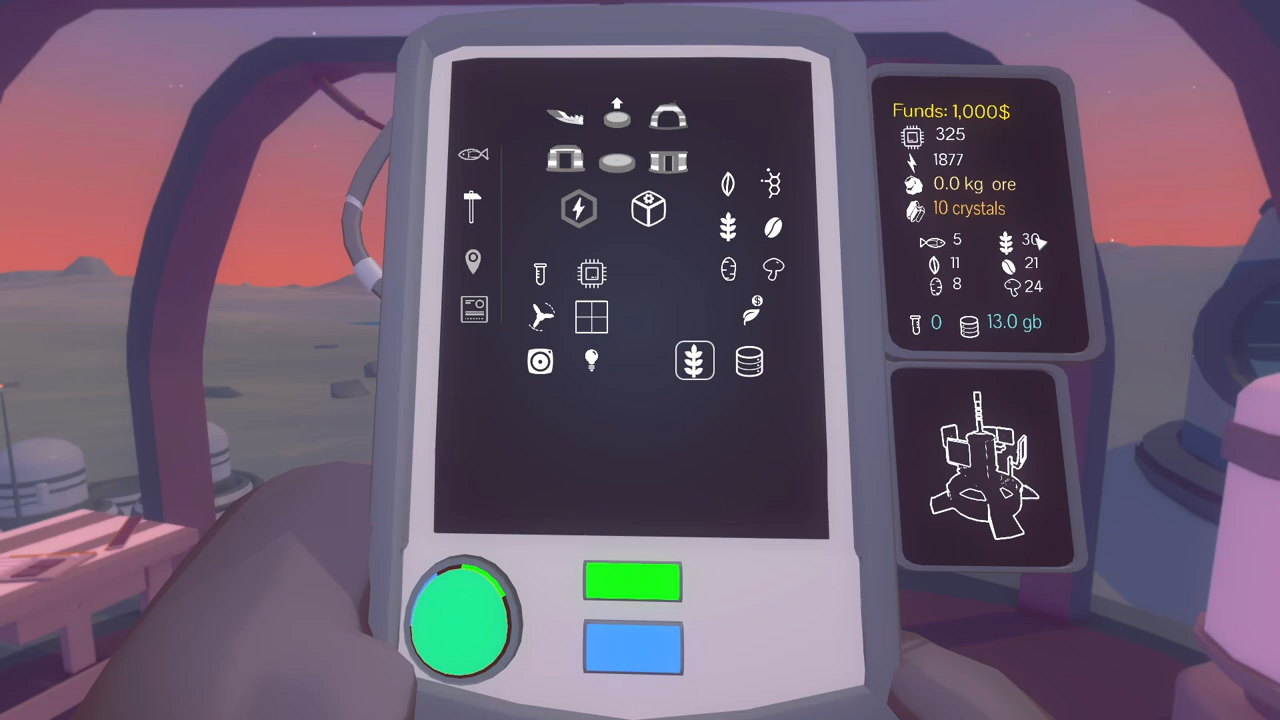 Funds: 1,000$
325
1877
0.0 kg ore
10 crystals
5 30
11 21
8 24
0 13.0 gb